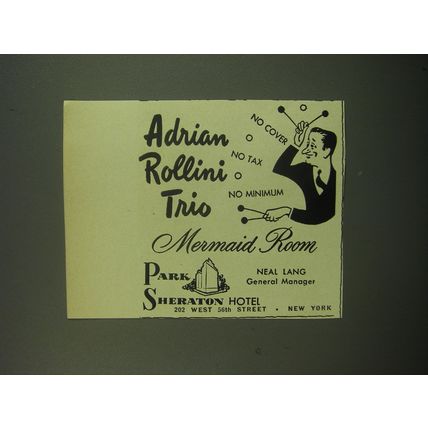 Adrian
Rollini
Trio
NO COVER
NO TAX
NO MINIMUM
Mermaid Room
PARK
SHERATON HOTEL
202 WEST 56th STREET • NEW YORK
NEAL LANG
General Manager